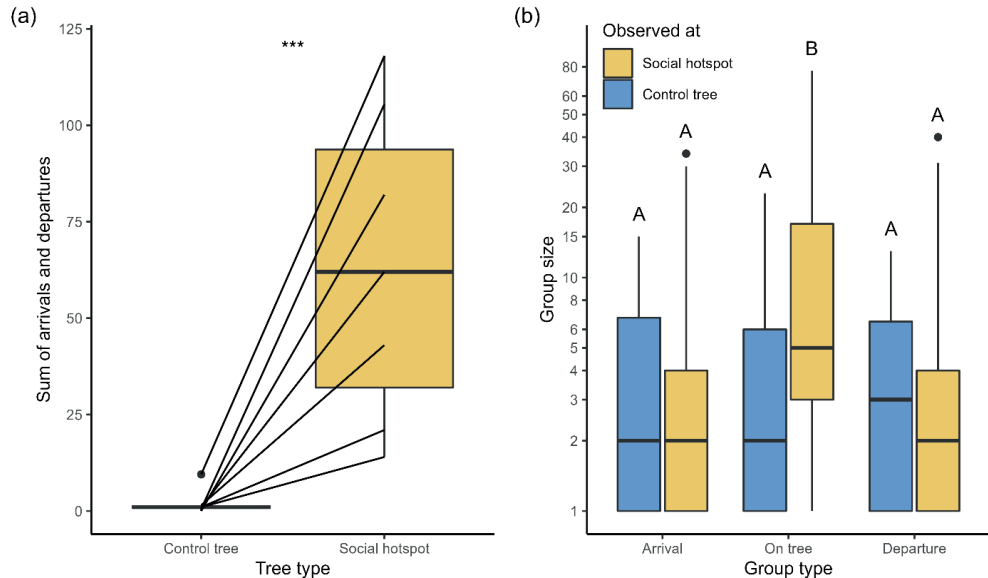 (a)
125
100
75
50
25
0
Sum of arrivals and departures
***
Control tree
Social hotspot
Tree type
(b)
Observed at
Social hotspot
Control tree
80
60
50
40
30
20
15
10
8
6
5
4
3
2
1
Group size
A
A
A
B
A
A
Arrival
On tree
Departure
Group type